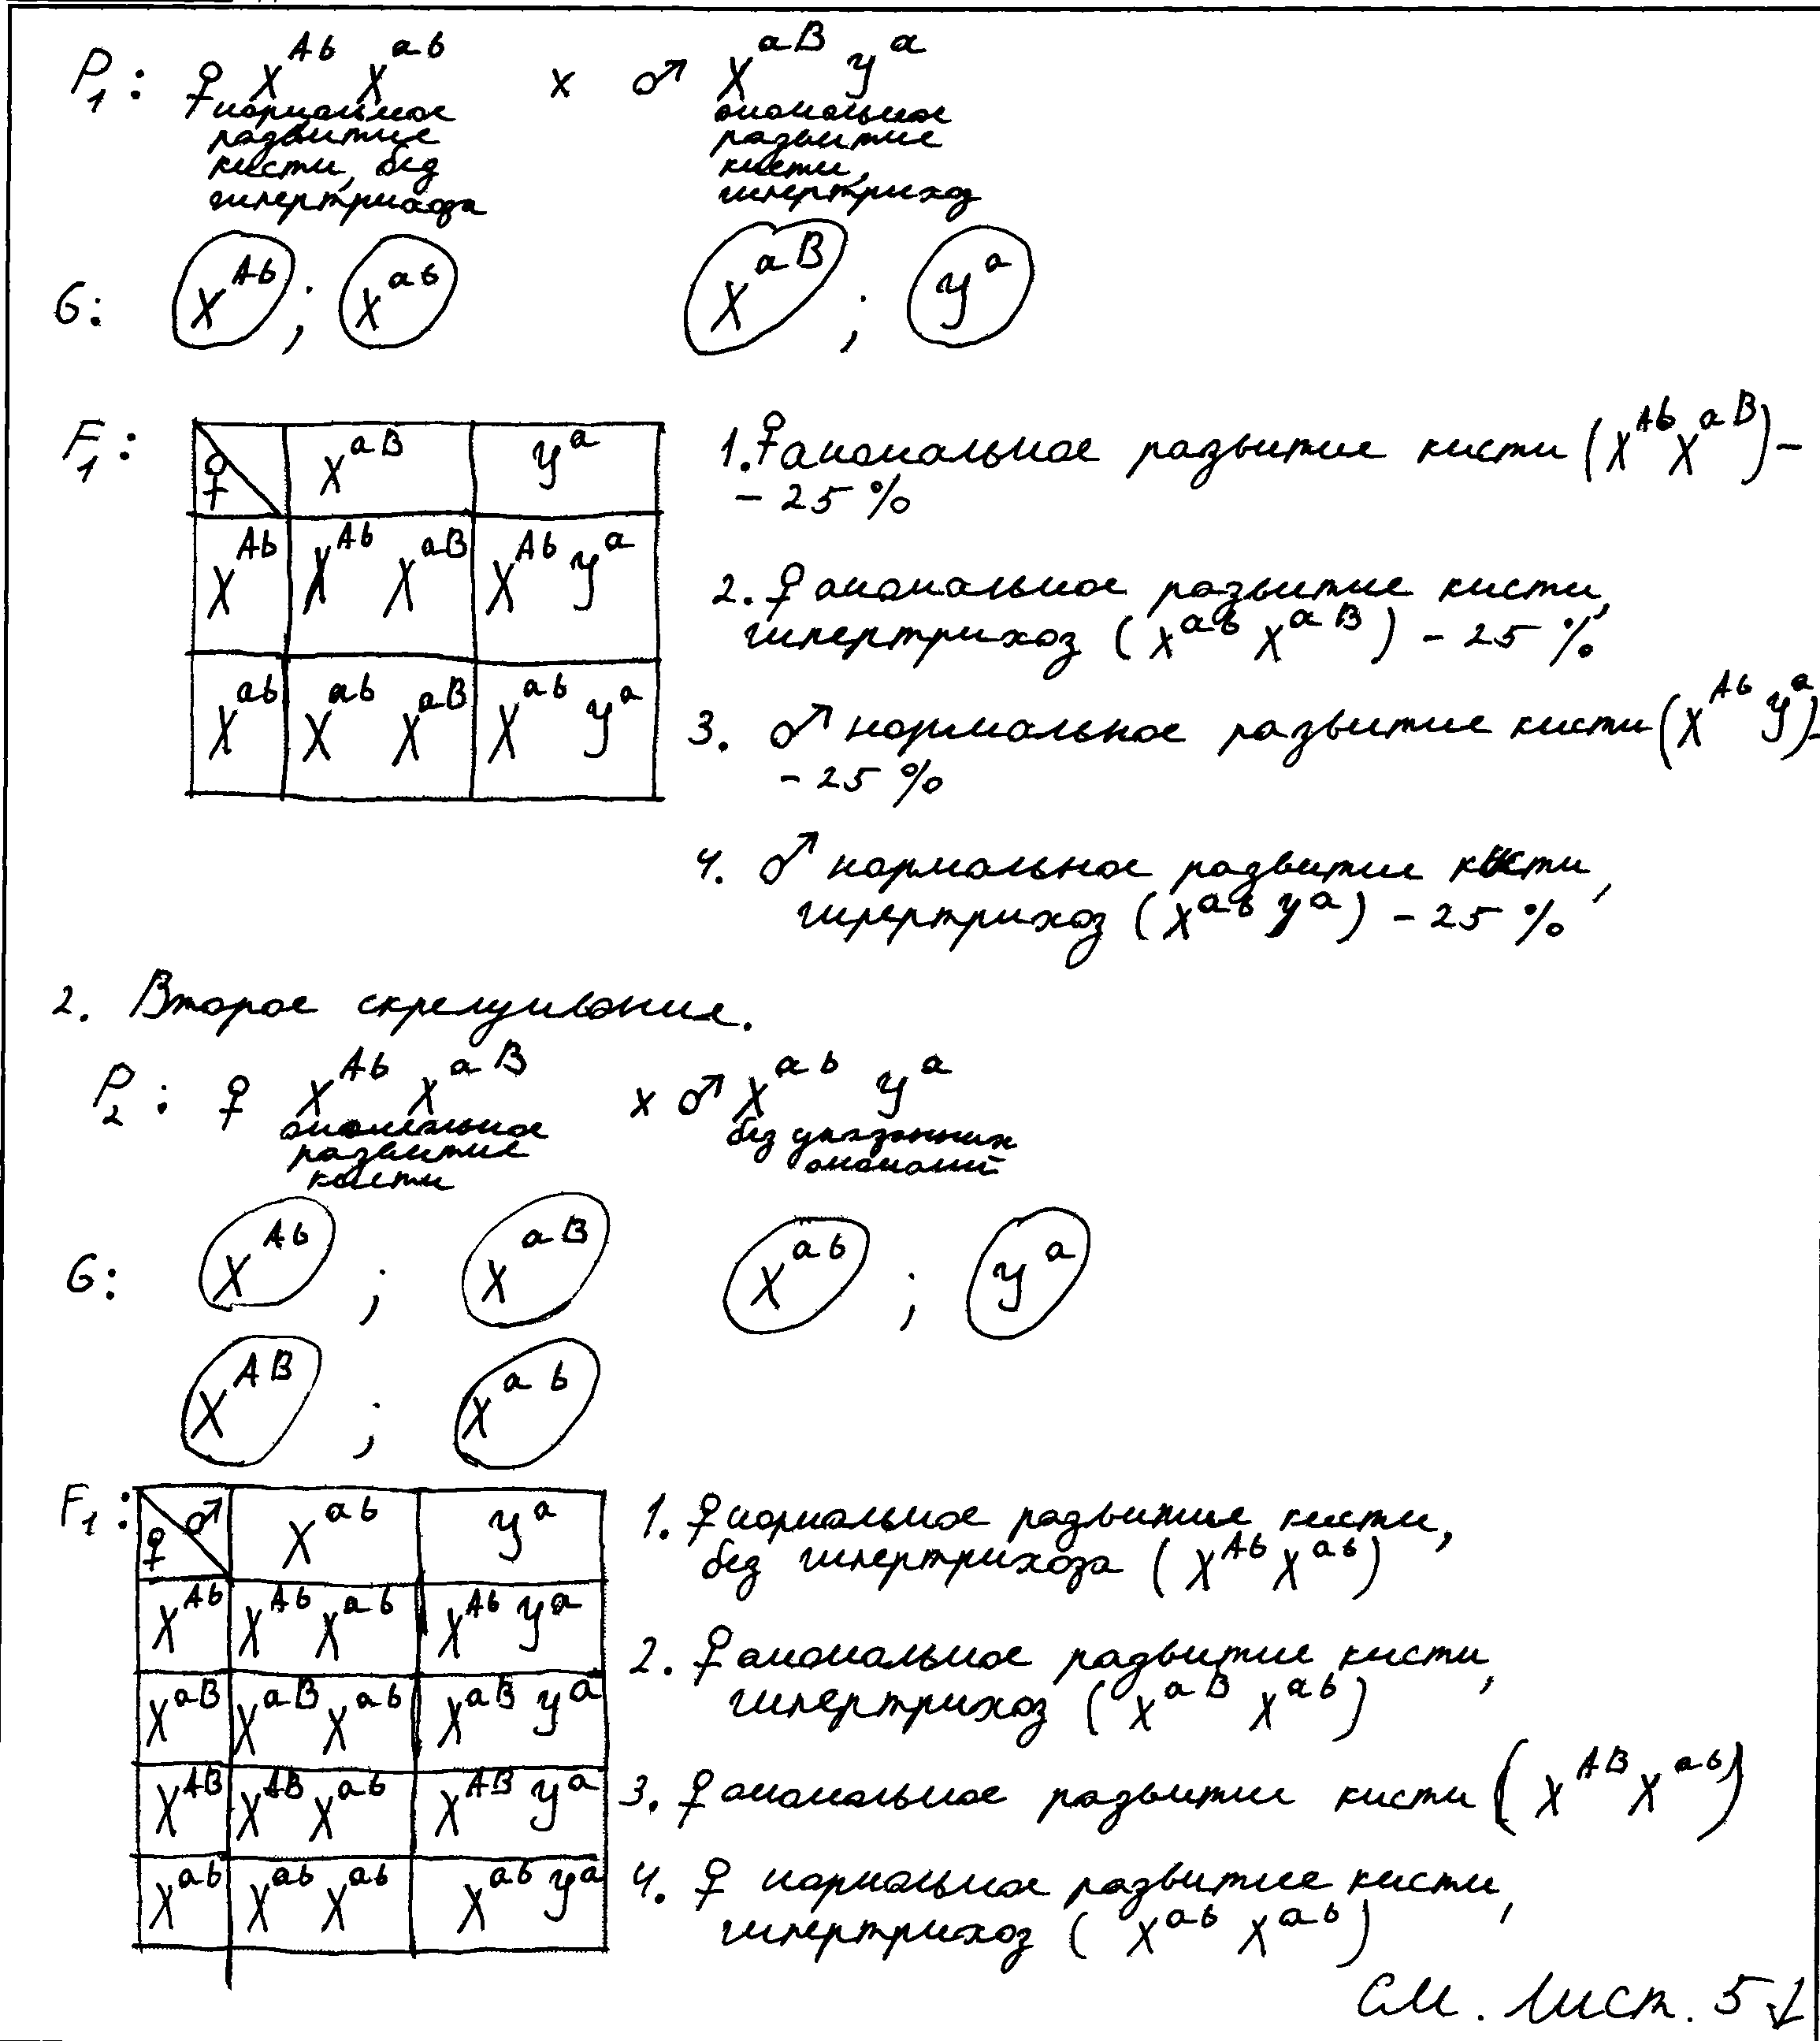 P₁: ♀ X^Ab X^ab × ♂ X^aB y^a
нормальное аномальное
развитие развитие
кисти, без кисти,
гипертрихоза гипертрихоз
G: X^Ab ; X^ab X^aB ; y^a
F₁: ♀ X^aB y^a
X^Ab X^Ab X^aB X^Ab y^a
X^ab X^ab X^aB X^ab y^a
1. ♀ аномальное развитие кисти (X^Ab X^aB) –
– 25 %
2. ♀ аномальное развитие кисти,
гипертрихоз (X^ab X^aB) – 25 %
3. ♂ нормальное развитие кисти (X^Ab y^a) –
– 25 %
4. ♂ нормальное развитие кисти,
гипертрихоз (X^ab y^a) – 25 %
2. Второе скрещивание.
P₂: ♀ X^Ab X^aB × ♂ X^ab y^a
аномальное без указанных
развитие аномалий
кисти
G: X^Ab ; X^aB X^ab ; y^a
X^AB ; X^ab
F₁: ♀ ♂ X^ab y^a
X^Ab X^Ab X^ab X^Ab y^a
X^aB X^aB X^ab X^aB y^a
X^AB X^AB X^ab X^AB y^a
X^ab X^ab X^ab X^ab y^a
1. ♀ нормальное развитие кисти,
без гипертрихоза (X^Ab X^ab)
2. ♀ аномальное развитие кисти,
гипертрихоз (X^aB X^ab)
3. ♀ аномальное развитие кисти (X^AB X^ab)
4. ♀ нормальное развитие кисти,
гипертрихоз (X^ab X^ab)
См. лист. 5 ↓